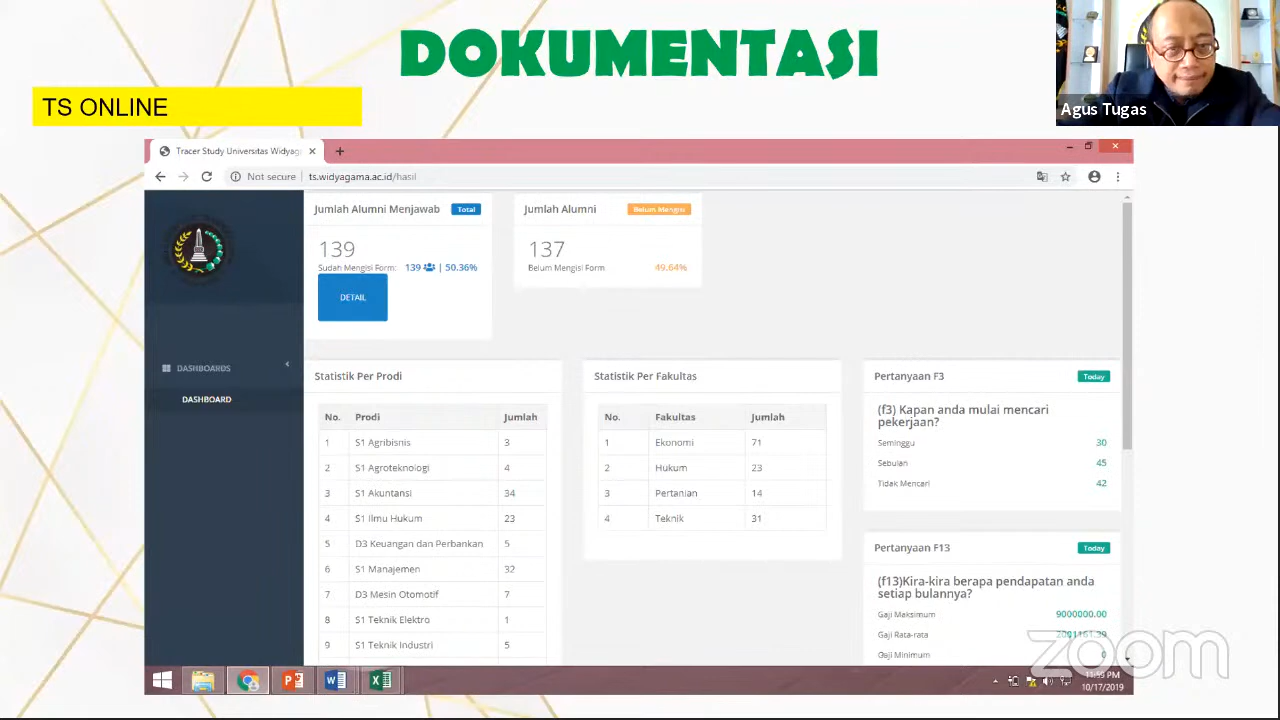 DOKUMENTASI
TS ONLINE
Agus Tugas
Tracer Study Universitas Widyag
Not secure | ts.widyagama.ac.id/hasil
Jumlah Alumni Menjawab Total
139
Sudah Mengisi Form: 139 | 50.36%
DETAIL
Jumlah Alumni Belum Mengisi
137
Belum Mengisi Form 49.64%
DASHBOARDS
DASHBOARD
Statistik Per Prodi
No. Prodi Jumlah
1 S1 Agribisnis 3
2 S1 Agroteknologi 4
3 S1 Akuntansi 34
4 S1 Ilmu Hukum 23
5 D3 Keuangan dan Perbankan 5
6 S1 Manajemen 32
7 D3 Mesin Otomotif 7
8 S1 Teknik Elektro 1
9 S1 Teknik Industri 5
Statistik Per Fakultas
No. Fakultas Jumlah
1 Ekonomi 71
2 Hukum 23
3 Pertanian 14
4 Teknik 31
Pertanyaan F3 Today
(f3) Kapan anda mulai mencari
pekerjaan?
Seminggu 30
Sebulan 45
Tidak Mencari 42
Pertanyaan F13 Today
(f13)Kira-kira berapa pendapatan anda
setiap bulannya?
Gaji Maksimum 9000000.00
Gaji Rata-rata
Gaji Minimum 0
zoom
11:59 PM
10/17/2019